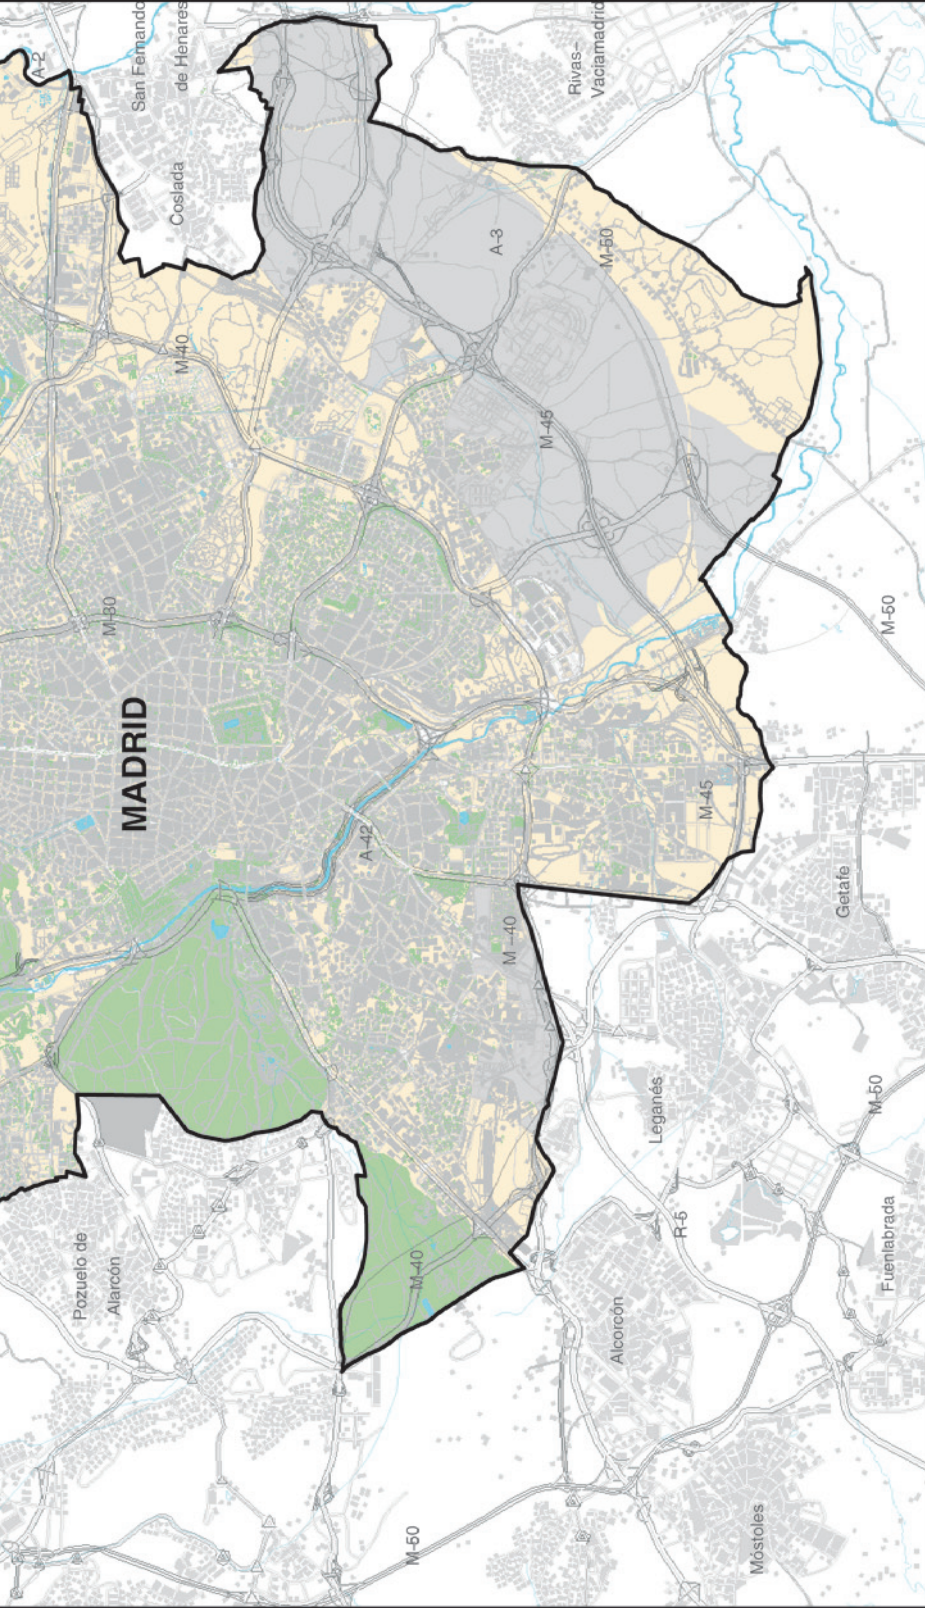 A-2
Pozuelo de
Alarcón
M-30
MADRID
San Fernando
de Henares
Coslada
M-40
A-42
M-50
M-40
A-3
M -40
M-45
Rivas–
Vaciamadrid
M-50
Alcorcón
Leganés
R-5
M-45
Móstoles
Getafe
M-50
Fuenlabrada
M-50